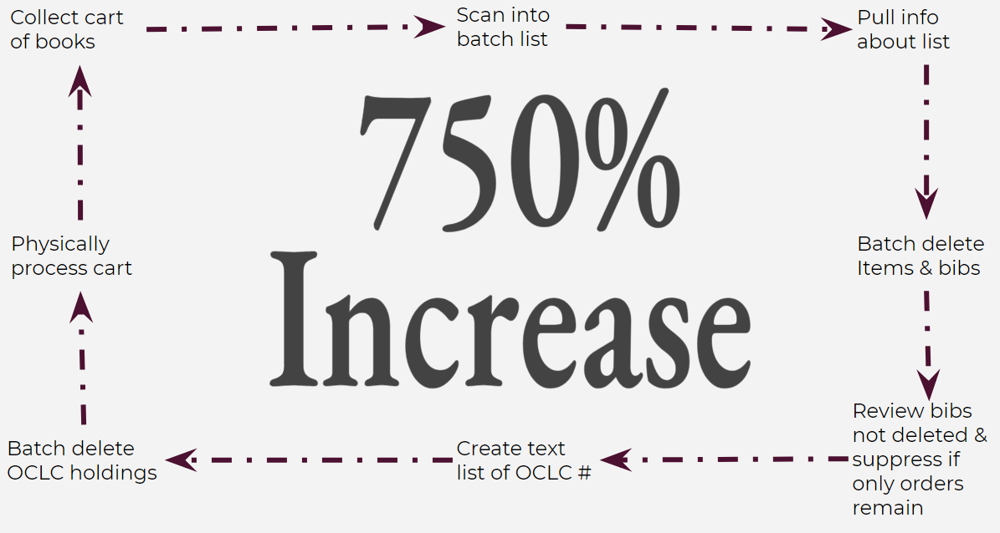 Collect cart
of books
Scan into
batch list
Pull info
about list
750%
Increase
Physically
process cart
Batch delete
Items & bibs
Batch delete
OCLC holdings
Create text
list of OCLC #
Review bibs
not deleted &
suppress if
only orders
remain